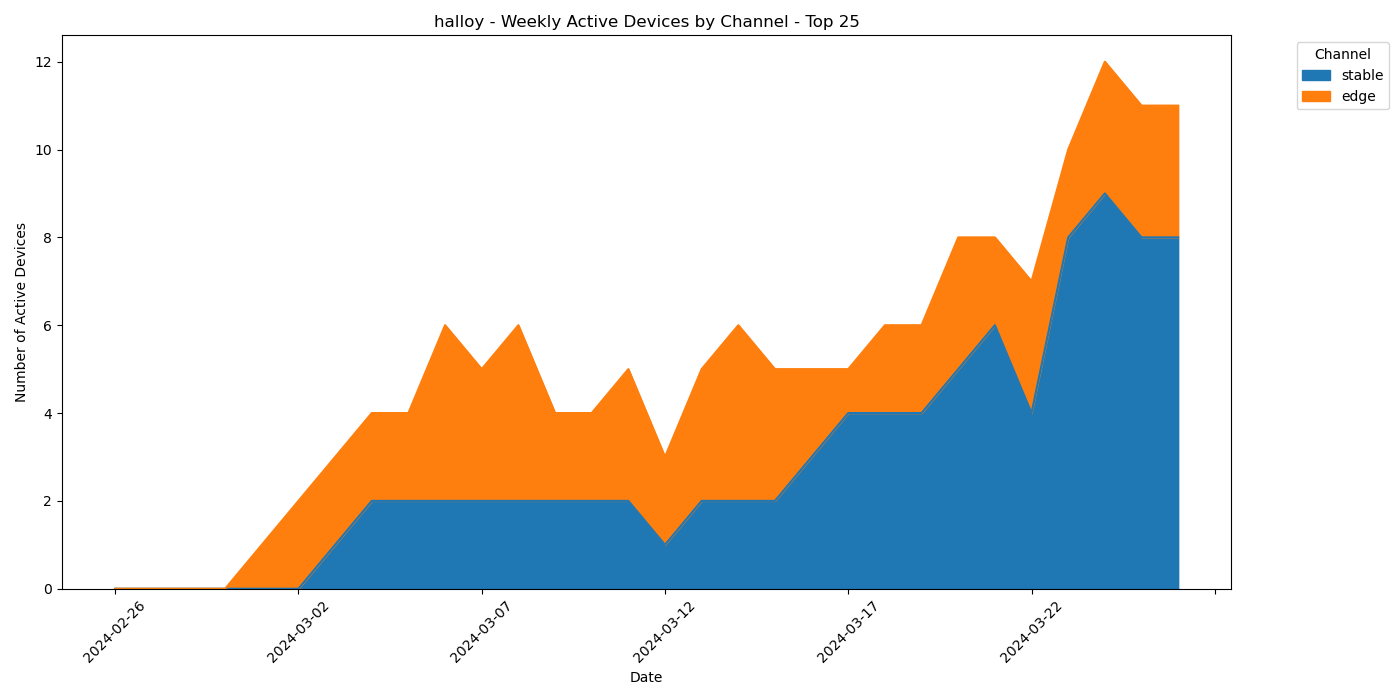 halloy - Weekly Active Devices by Channel - Top 25
Channel
stable
edge
Number of Active Devices
12
10
8
6
4
2
0
2024-02-26
2024-03-02
2024-03-07
2024-03-12
2024-03-17
2024-03-22
Date